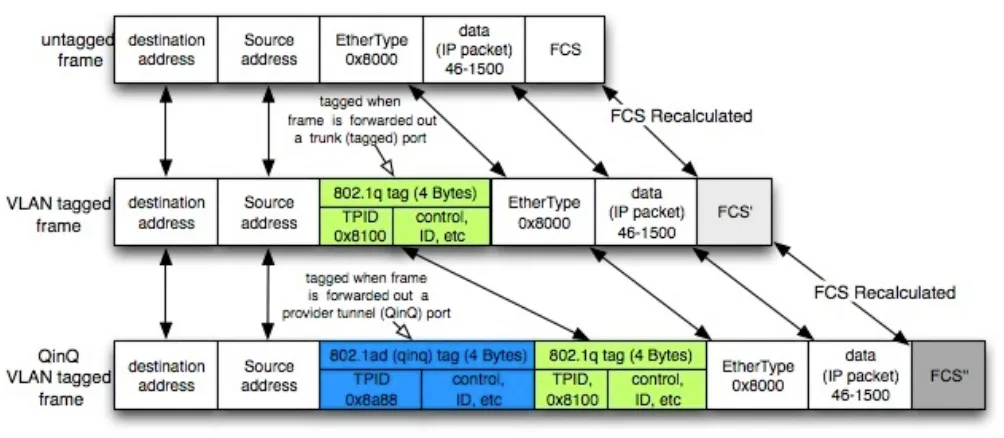 untagged
frame
destination
address
Source
address
EtherType
0x8000
data
(IP packet)
46-1500
FCS
tagged when
frame is forwarded out
a trunk (tagged) port
FCS Recalculated
VLAN tagged
frame
destination
address
Source
address
802.1q tag (4 Bytes)
TPID
0x8100
control,
ID, etc
EtherType
0x8000
data
(IP packet)
46-1500
FCS'
tagged when frame
is forwarded out a
provider tunnel (QinQ) port
FCS Recalculated
QinQ
VLAN tagged
frame
destination
address
Source
address
802.1ad (qinq) tag (4 Bytes)
TPID
0x8a88
control,
ID, etc
802.1q tag (4 Bytes)
TPID,
0x8100
control,
ID, etc
EtherType
0x8000
data
(IP packet)
46-1500
FCS"